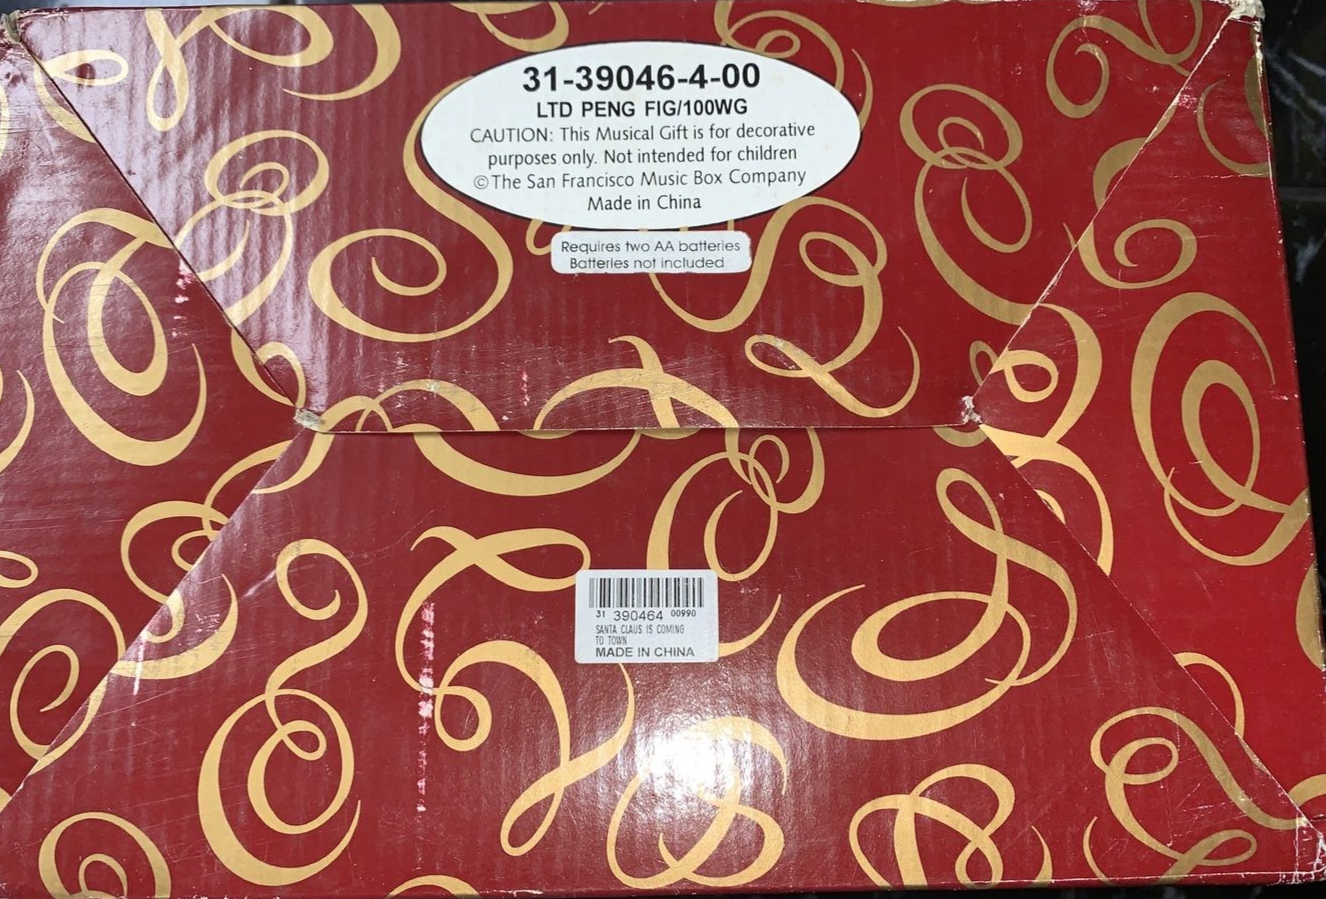 31-39046-4-00
LTD PENG FIG/100WG
CAUTION: This Musical Gift is for decorative
purposes only. Not intended for children
©The San Francisco Music Box Company
Made in China
Requires two AA batteries
Batteries not included
31 390464 00990
SANTA CLAUS IS COMING
TO TOWN
MADE IN CHINA